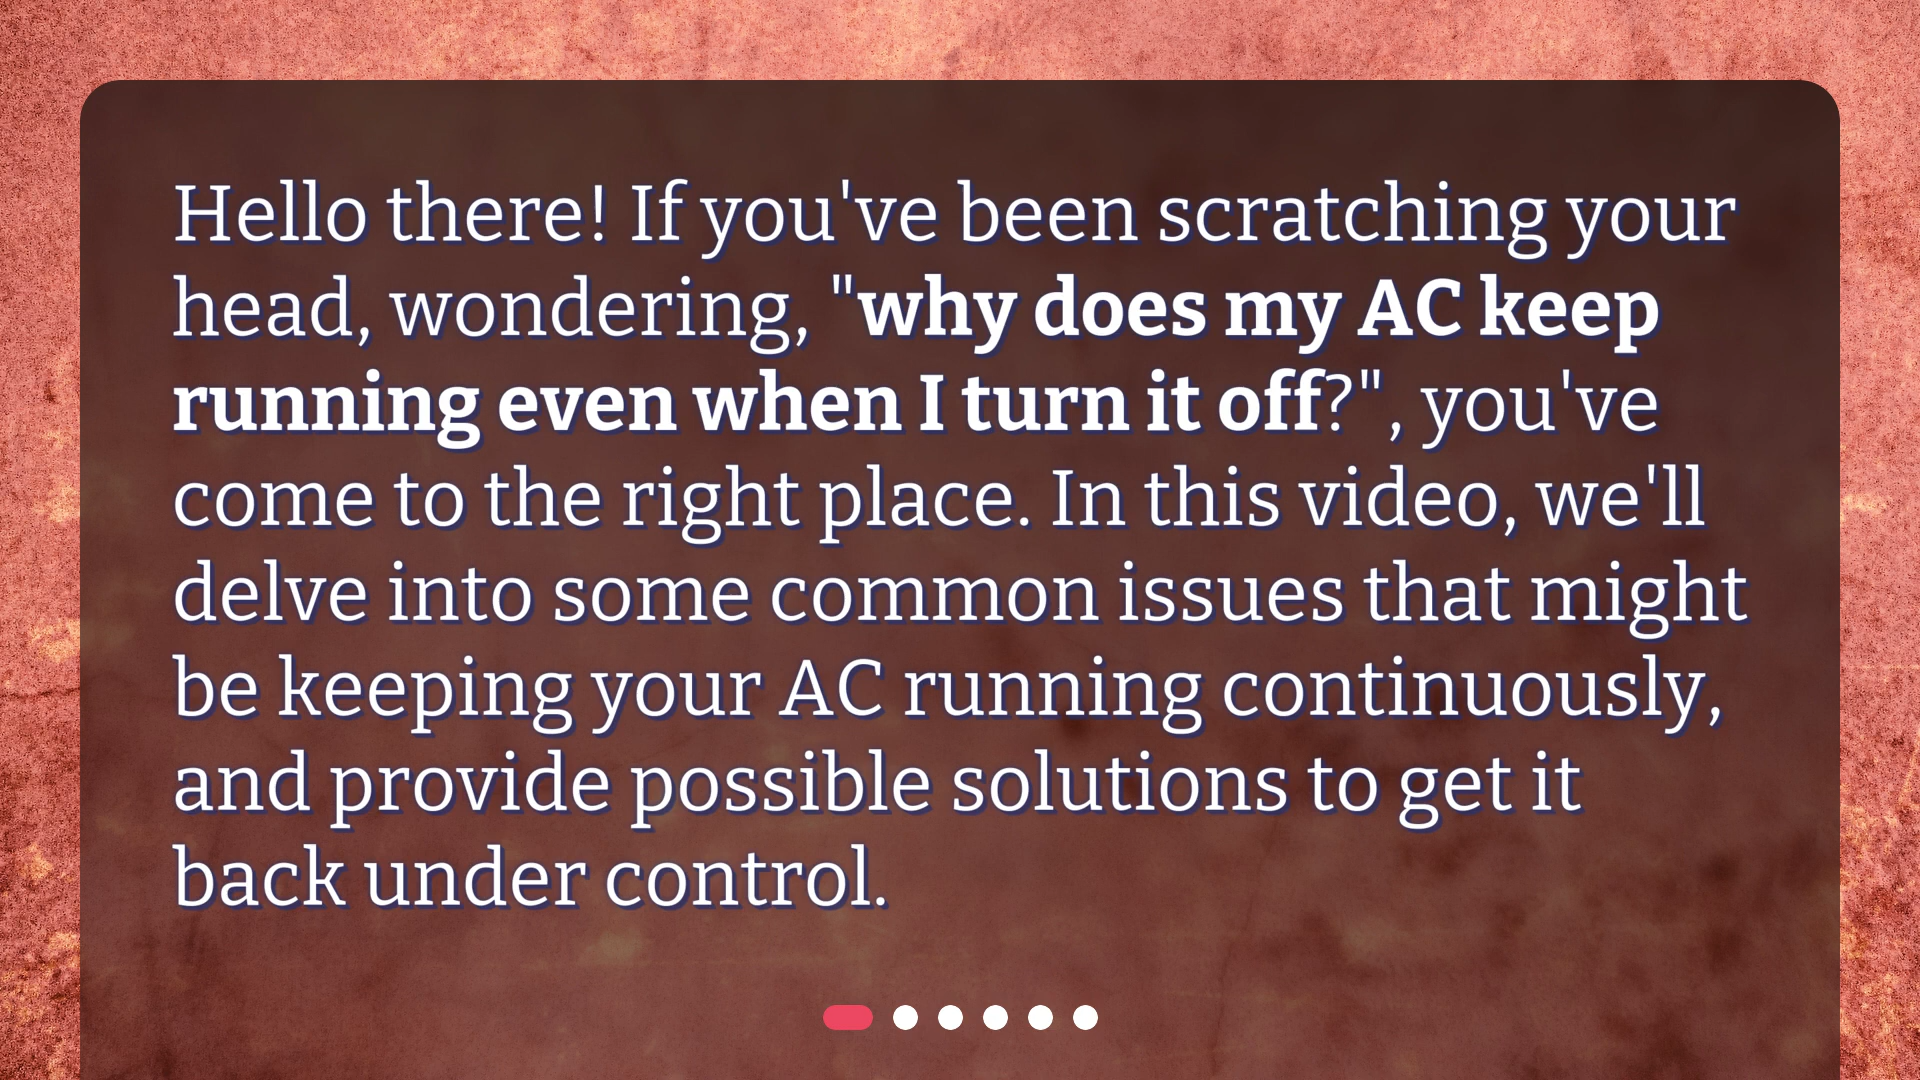 Hello there! If you've been scratching your
head, wondering, "why does my AC keep
running even when I turn it off?", you've
come to the right place. In this video, we'll
delve into some common issues that might
be keeping your AC running continuously,
and provide possible solutions to get it
back under control.